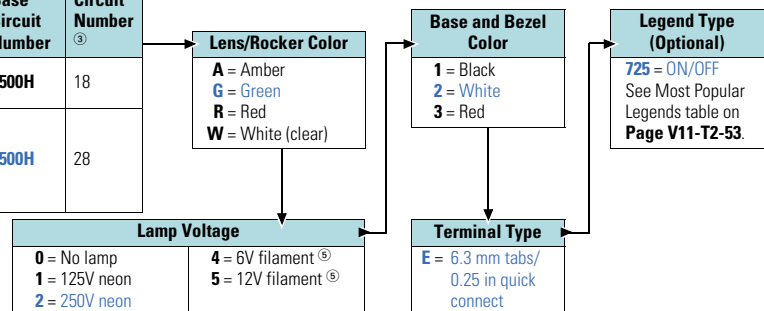 Circuit
Circuit Number
Number ③
500H 18
500H 28
Lens/Rocker Color
A = Amber
G = Green
R = Red
W = White (clear)
Base and Bezel
Color
1 = Black
2 = White
3 = Red
Legend Type
(Optional)
725 = ON/OFF
See Most Popular
Legends table on
Page V11-T2-53.
Lamp Voltage
0 = No lamp
1 = 125V neon
2 = 250V neon
4 = 6V filament ⑤
5 = 12V filament ⑤
Terminal Type
E = 6.3 mm tabs/
0.25 in quick
connect